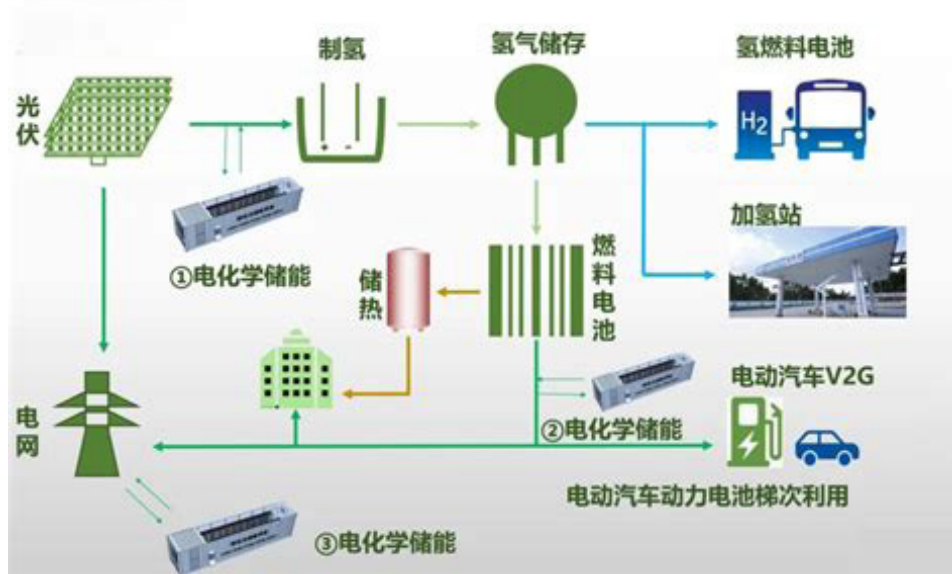 制氢
氢气储存
氢燃料电池
光伏
H2
加氢站
①电化学储能
储热
燃料电池
电动汽车V2G
电网
②电化学储能
电动汽车动力电池梯次利用
③电化学储能